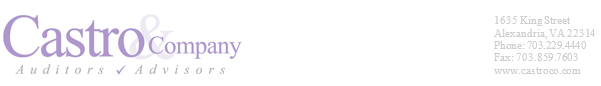 Castro & Company
Auditors ✓ Advisors
1635 King Street
Alexandria, VA 22314
Phone: 703.229.4440
Fax: 703.859.7603
www.castroco.com